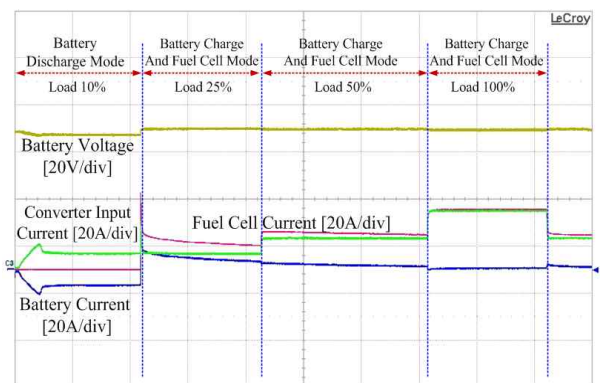 LeCroy
Battery
Discharge Mode
Load 10%
Battery Charge
And Fuel Cell Mode
Load 25%
Battery Charge
And Fuel Cell Mode
Load 50%
Battery Charge
And Fuel Cell Mode
Load 100%
Battery Voltage
[20V/div]
Converter Input
Current [20A/div]
Fuel Cell Current [20A/div]
C3
Battery Current
[20A/div]